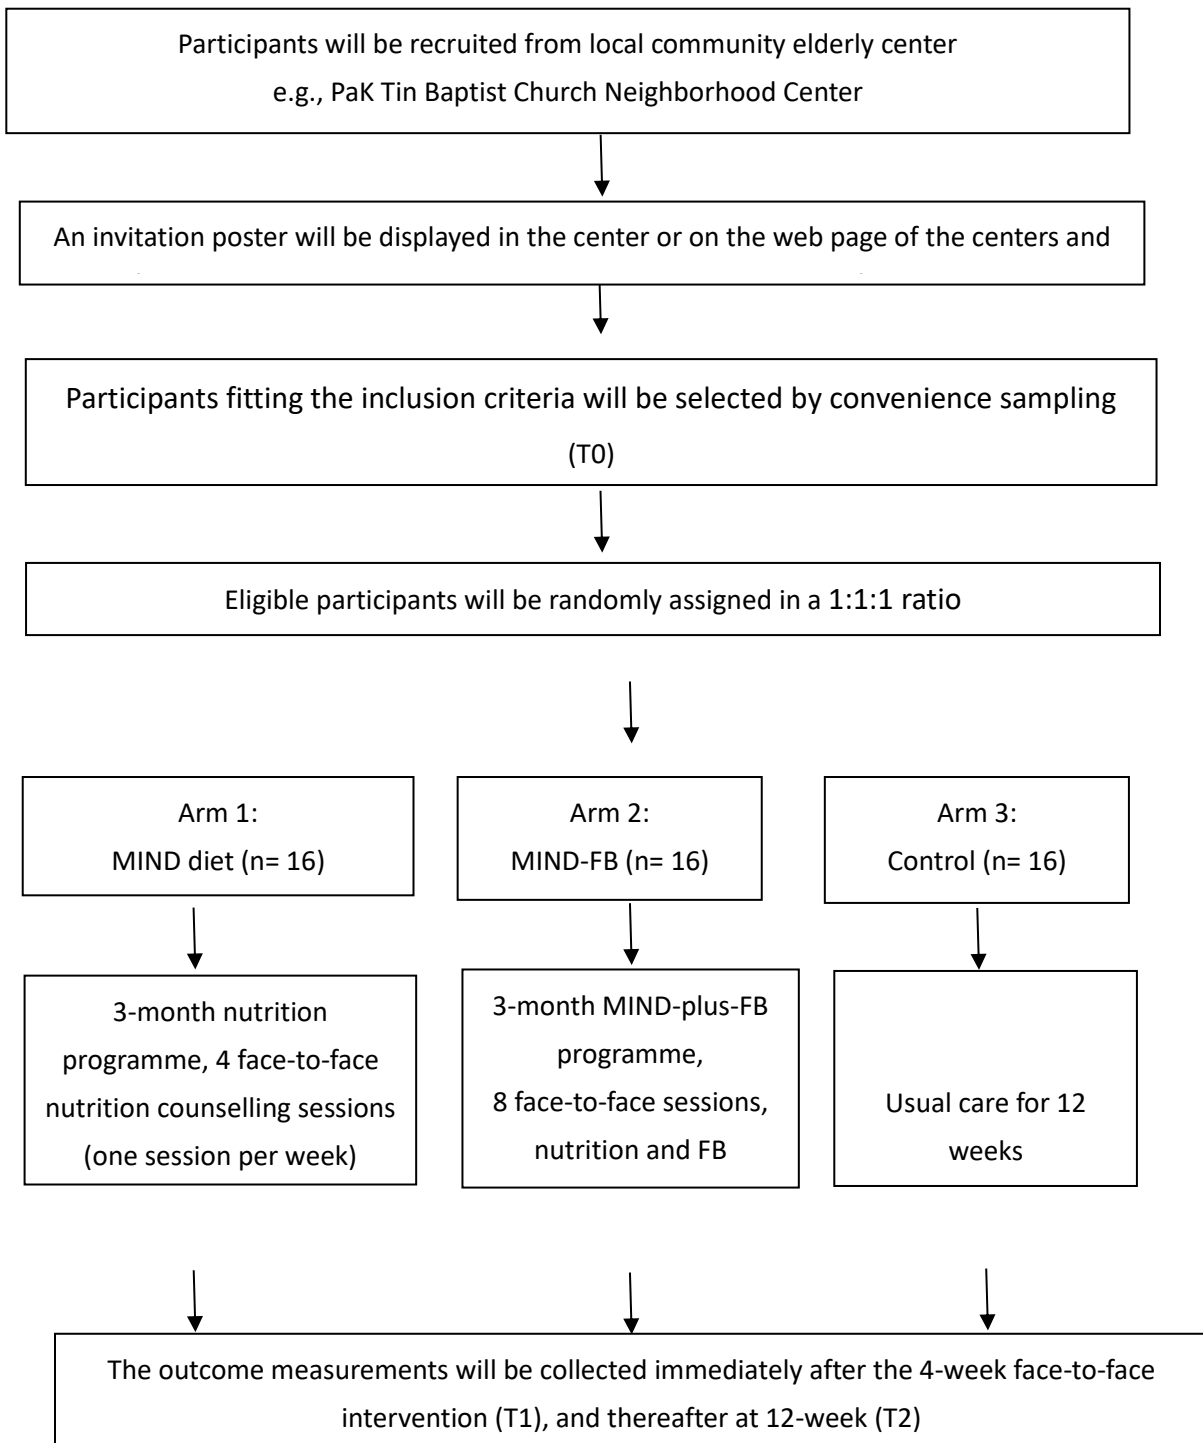 Participants will be recruited from local community elderly center
e.g., PaK Tin Baptist Church Neighborhood Center
An invitation poster will be displayed in the center or on the web page of the centers and
Participants fitting the inclusion criteria will be selected by convenience sampling
(T0)
Eligible participants will be randomly assigned in a 1:1:1 ratio
Arm 1:
MIND diet (n= 16)
Arm 2:
MIND-FB (n= 16)
Arm 3:
Control (n= 16)
3-month nutrition
programme, 4 face-to-face
nutrition counselling sessions
(one session per week)
3-month MIND-plus-FB
programme,
8 face-to-face sessions,
nutrition and FB
Usual care for 12
weeks
The outcome measurements will be collected immediately after the 4-week face-to-face
intervention (T1), and thereafter at 12-week (T2)